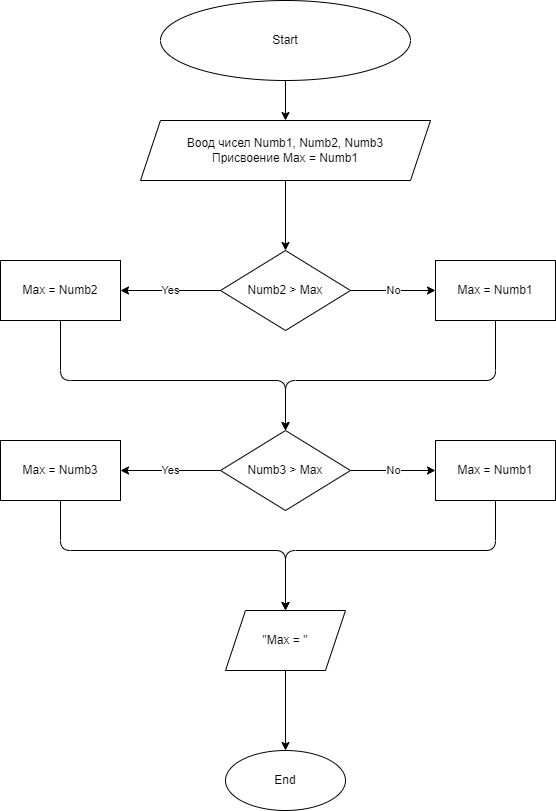 Start
Воод чисел Numb1, Numb2, Numb3
Присвоение Max = Numb1
Max = Numb2
Yes
Numb2 > Max
No
Max = Numb1
Max = Numb3
Yes
Numb3 > Max
No
Max = Numb1
"Max = "
End